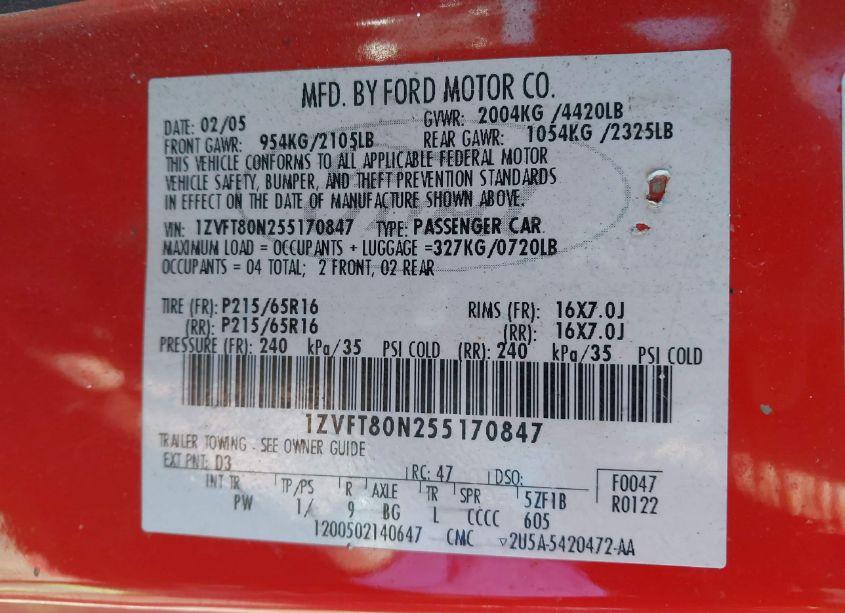 MFD. BY FORD MOTOR CO.
DATE: 02/05 GVWR: 2004KG /4420LB
FRONT GAWR: 954KG/2105LB REAR GAWR: 1054KG /2325LB
THIS VEHICLE CONFORMS TO ALL APPLICABLE FEDERAL MOTOR
VEHICLE SAFETY, BUMPER, AND THEFT PREVENTION STANDARDS
IN EFFECT ON THE DATE OF MANUFACTURE SHOWN ABOVE.
VIN: 1ZVFT80N255170847 TYPE: PASSENGER CAR
MAXIMUM LOAD = OCCUPANTS + LUGGAGE =327KG/0720LB
OCCUPANTS = 04 TOTAL; 2 FRONT, 02 REAR
TIRE (FR): P215/65R16 RIMS (FR): 16X7.0J
(RR): P215/65R16 (RR): 16X7.0J
PRESSURE (FR): 240 kPa/35 PSI COLD (RR): 240 kPa/35 PSI COLD
1ZVFT80N255170847
TRAILER TOWING - SEE OWNER GUIDE
EXT PNT: D3 RC: 47 DSO: F0047
INT TR TP/PS R AXLE TR SPR 5ZF1B R0122
PW 1/ 9 BG L CCCC 605
1200502140647 CMC ▽2U5A-5420472-AA